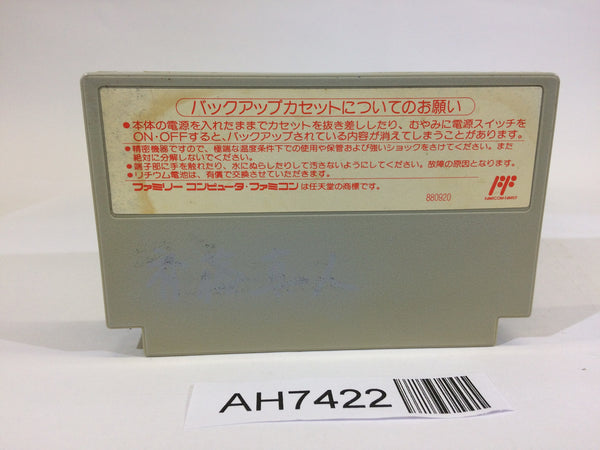 バックアップカセットについてのお願い
●本体の電源を入れたままでカセットを抜き差ししたり、むやみに電源スイッチを
ON・OFFすると、バックアップされている内容が消えてしまうことがあります。
●精密機器ですので、極端な温度条件下での使用や保管および強いショックをさけてください。また
絶対に分解しないでください。
●端子部に手を触れたり、水にぬらしたりして汚さないようにしてください。故障の原因となります。
●リチウム電池は、有償で交換させていただきます。
ファミリーコンピュータ・ファミコンは任天堂の商標です。
880920
AH7422